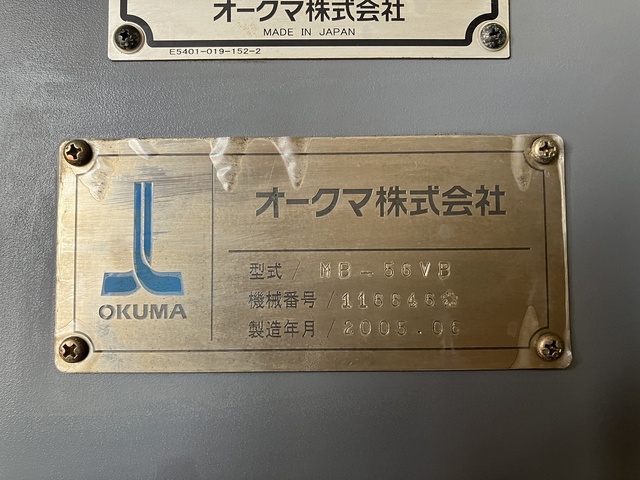 オークマ株式会社
MADE IN JAPAN
E5401-019-152-2
オークマ株式会社
OKUMA
型式 / MB-56VB
機械番号 / 116646
製造年月 / 2005.06